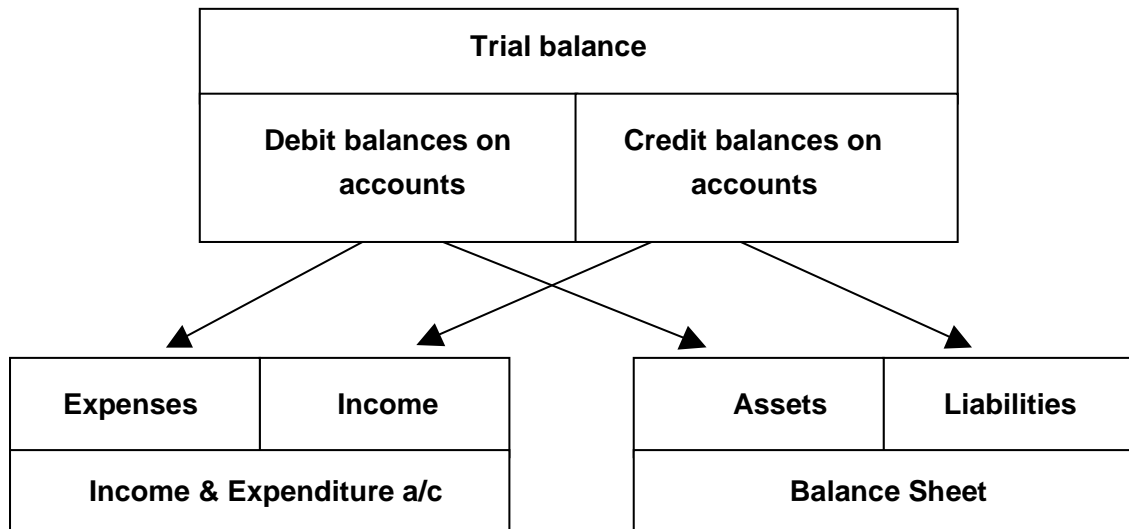 Trial balance
Debit balances on
accounts
Credit balances on
accounts
Expenses
Income
Income & Expenditure a/c
Assets
Liabilities
Balance Sheet